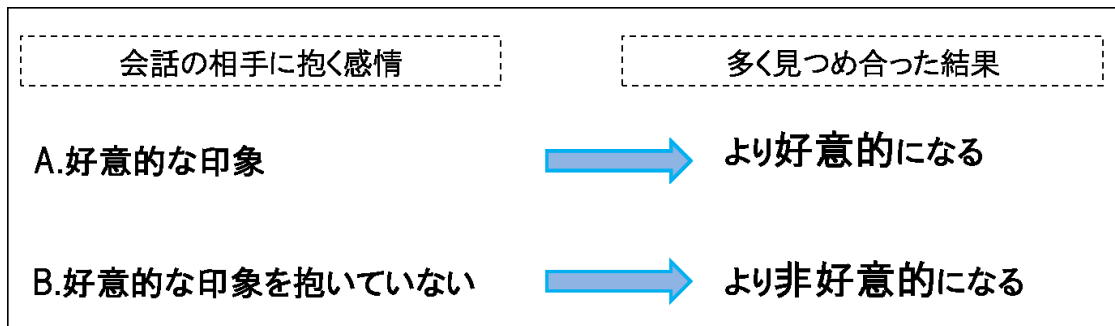 会話の相手に抱く感情
多く見つめ合った結果
A.好意的な印象
より好意的になる
B.好意的な印象を抱いていない
より非好意的になる